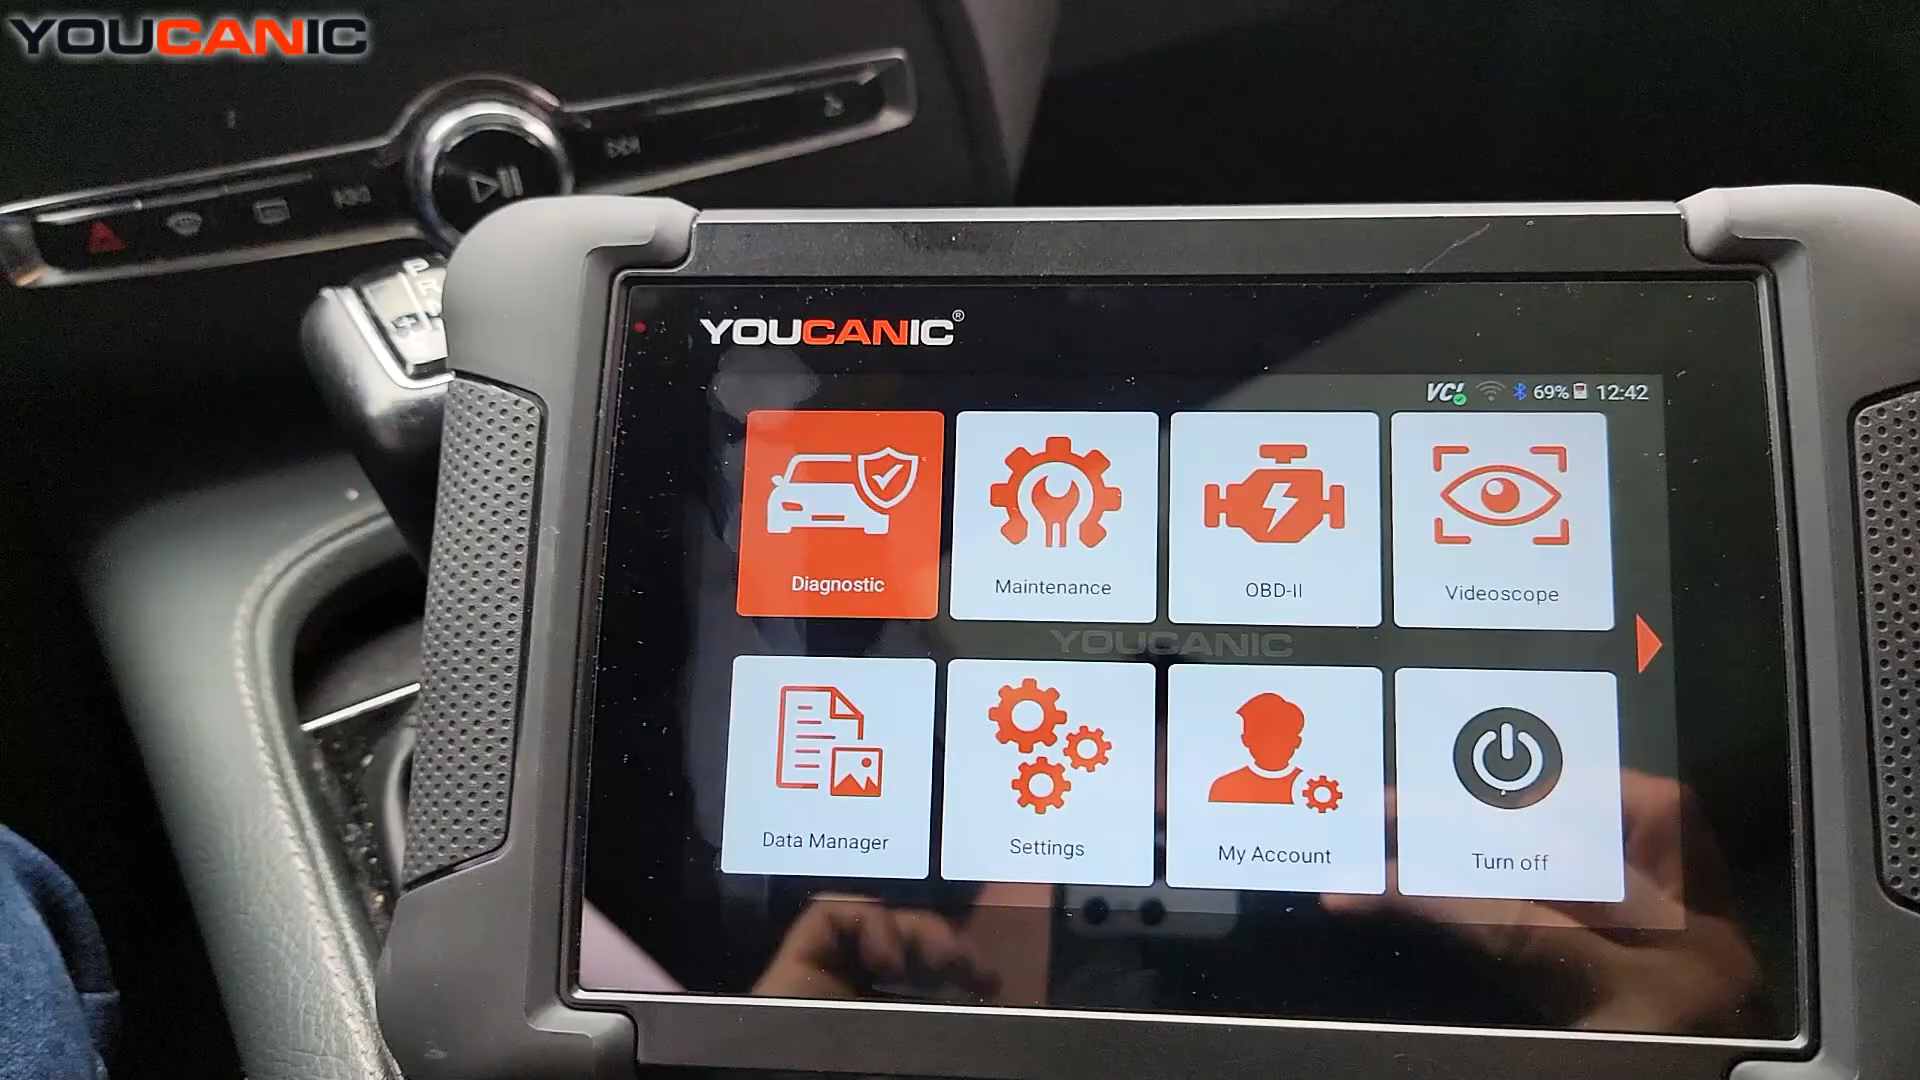 YOUCANIC
P
R
YOUCANIC®
VCI 69% 12:42
Diagnostic Maintenance OBD-II Videoscope
YOUCANIC
Data Manager Settings My Account Turn off